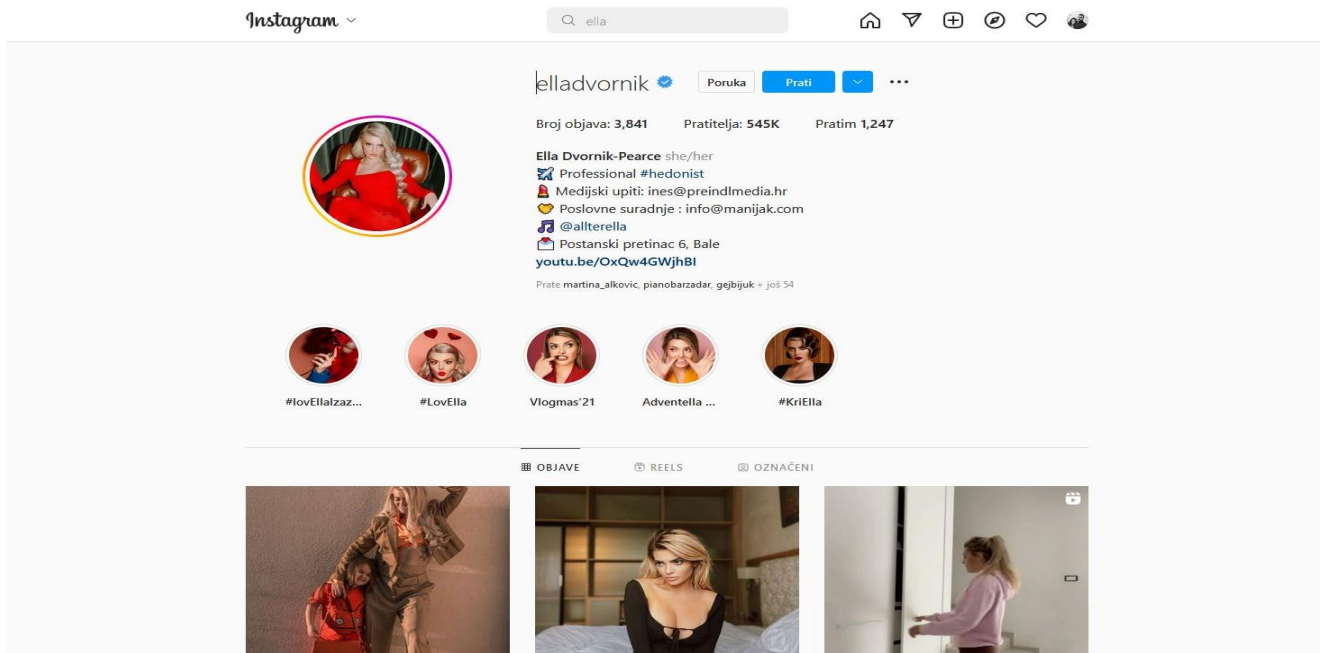 Instagram
ella
elladvornik
Poruka
Prati
Broj objava: 3,841 Pratitelja: 545K Pratim 1,247
Ella Dvornik-Pearce she/her
Professional #hedonist
Medijski upiti: ines@preindlmedia.hr
Poslovne suradnje : info@manijak.com
@allterella
Postanski pretinac 6, Bale
youtu.be/OxQw4GWjhBI
Prate martina_alkovic, pianobarzadar, gejbijuk + još 54
#lovEllaIzaz... #LovElla Vlogmas'21 Adventella ... #KriElla
OBJAVE REELS OZNAČENI